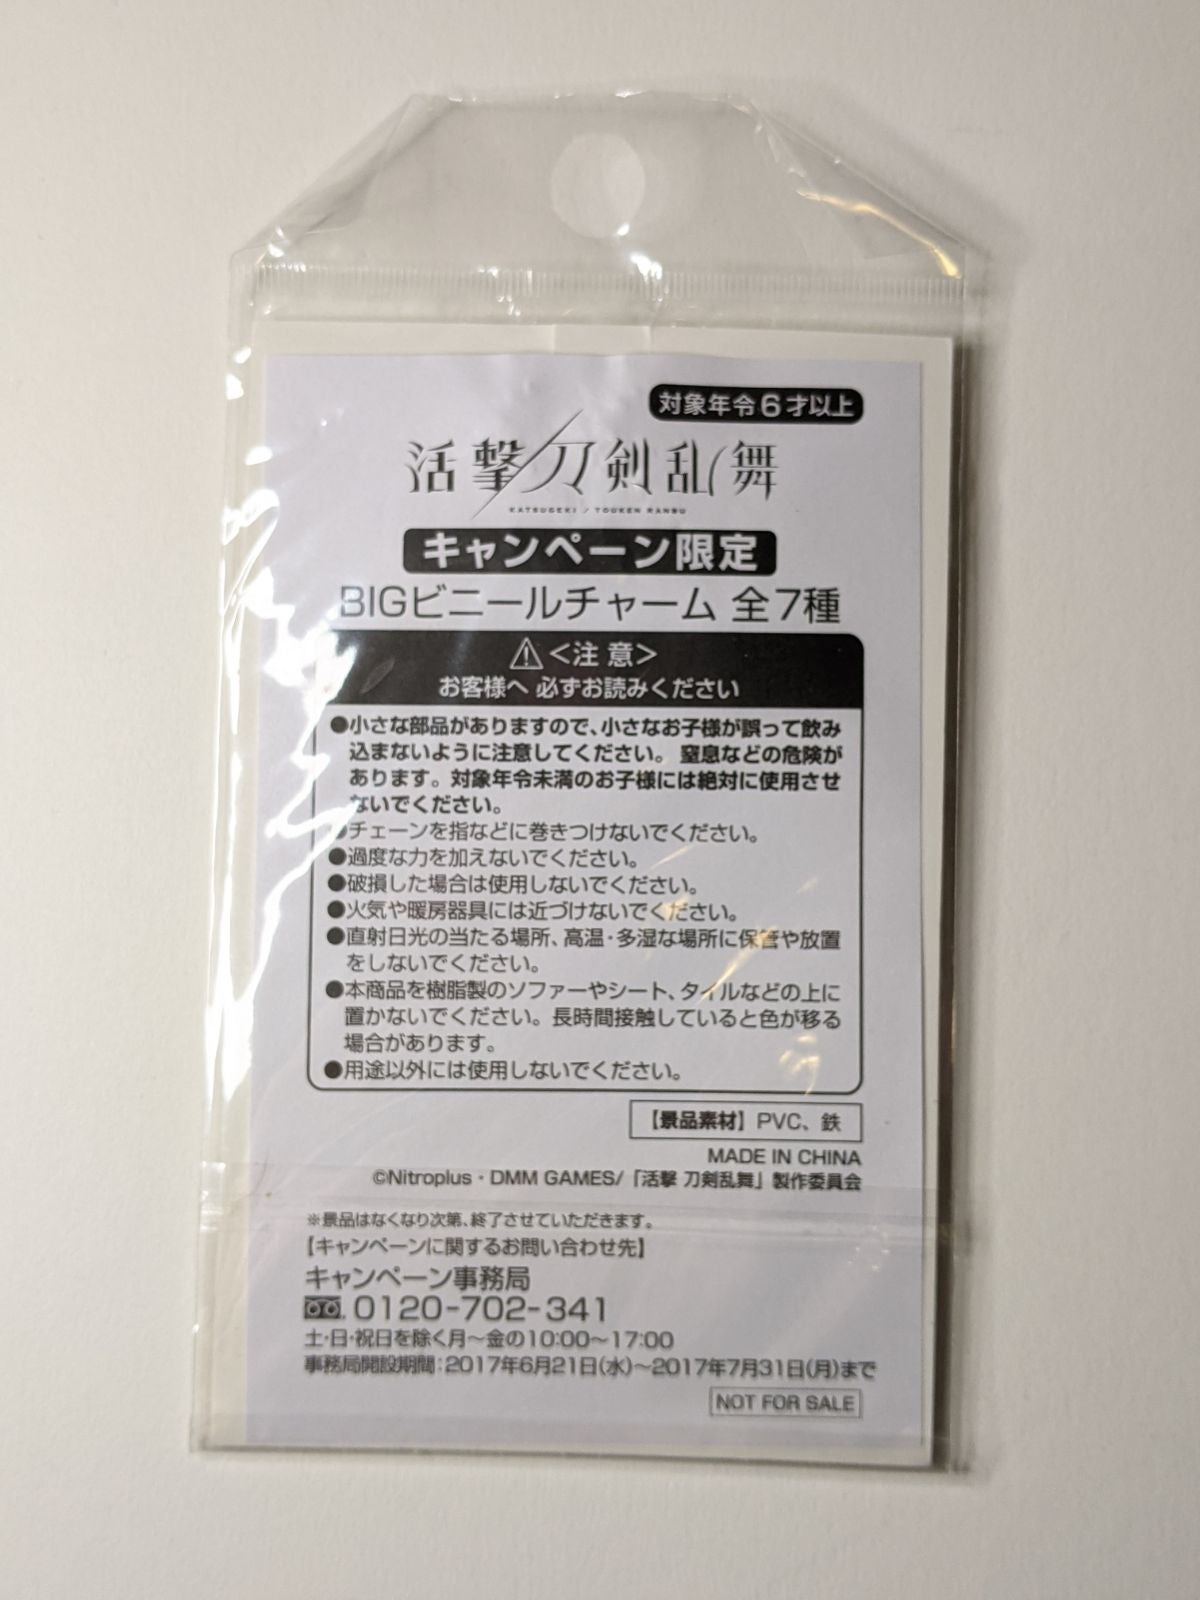 対象年令6才以上
活撃 刀剣乱舞
KATSUGEKI / TOUKEN RANBU
キャンペーン限定
BIGビニールチャーム 全7種
<注 意>
お客様へ 必ずお読みください
●小さな部品がありますので、小さなお子様が誤って飲み
込まないように注意してください。 窒息などの危険が
あります。対象年令未満のお子様には絶対に使用させ
ないでください。
●チェーンを指などに巻きつけないでください。
●過度な力を加えないでください。
●破損した場合は使用しないでください。
●火気や暖房器具には近づけないでください。
●直射日光の当たる場所、高温・多湿な場所に保管や放置
をしないでください。
●本商品を樹脂製のソファーやシート、タイルなどの上に
置かないでください。長時間接触していると色が移る
場合があります。
●用途以外には使用しないでください。
【景品素材】PVC、鉄
MADE IN CHINA
©Nitroplus・DMM GAMES/「活撃 刀剣乱舞」製作委員会
※景品はなくなり次第、終了させていただきます。
【キャンペーンに関するお問い合わせ先】
キャンペーン事務局
0120-702-341
土・日・祝日を除く月～金の10:00～17:00
事務局開設期間：2017年6月21日(水)～2017年7月31日(月)まで
NOT FOR SALE